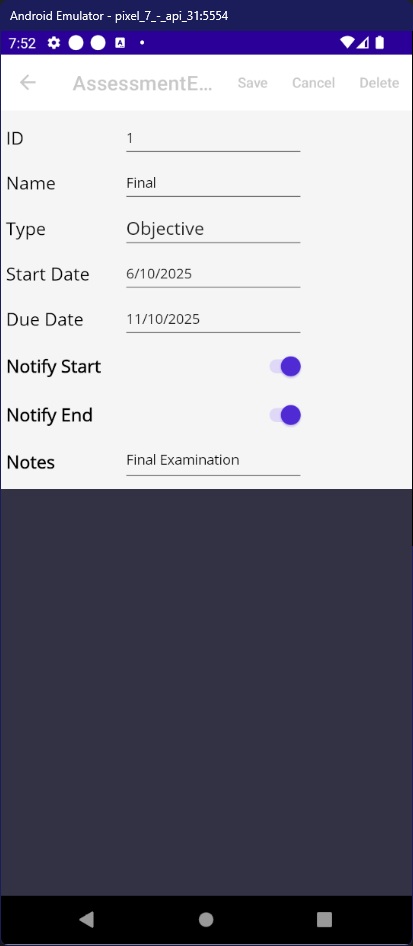 Android Emulator - pixel_7_-_api_31:5554
7:52
AssessmentE... Save Cancel Delete
ID 1
Name Final
Type Objective
Start Date 6/10/2025
Due Date 11/10/2025
Notify Start
Notify End
Notes Final Examination